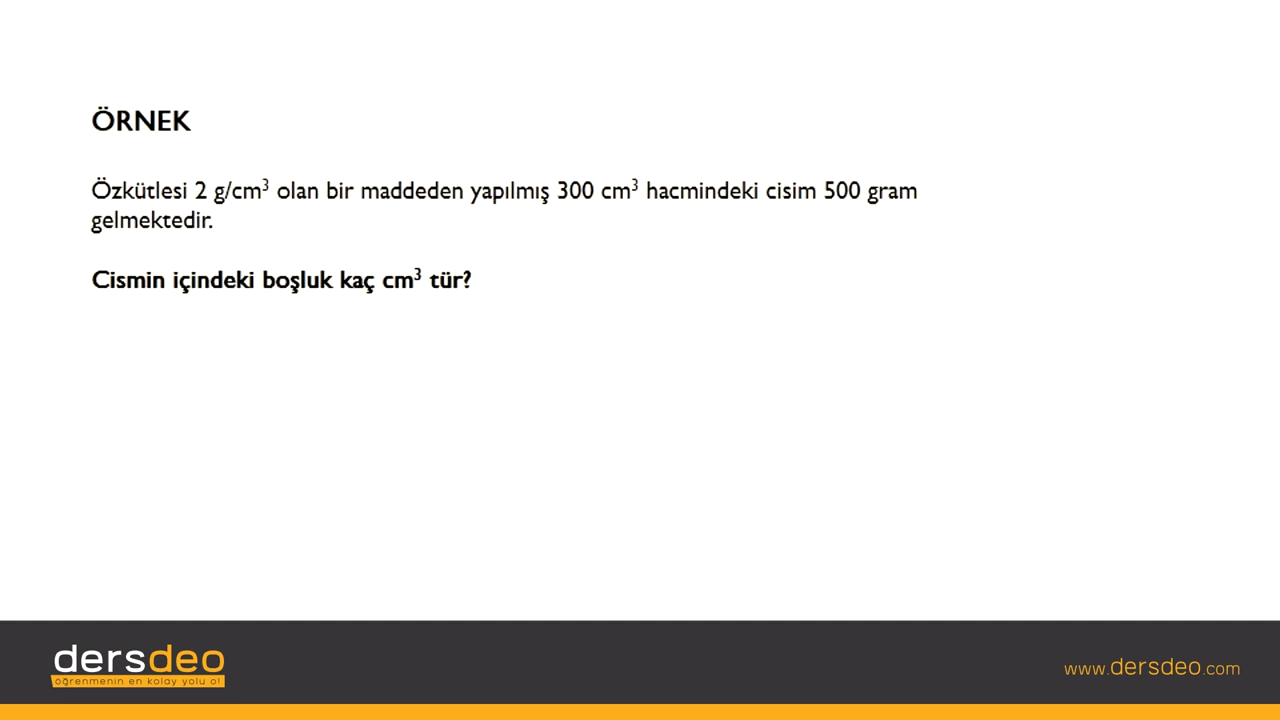 ÖRNEK
Özkütlesi 2 g/cm³ olan bir maddeden yapılmış 300 cm³ hacmindeki cisim 500 gram
gelmektedir.
Cismin içindeki boşluk kaç cm³ tür?
dersdeo
öğrenmenin en kolay yolu o!
www.dersdeo.com